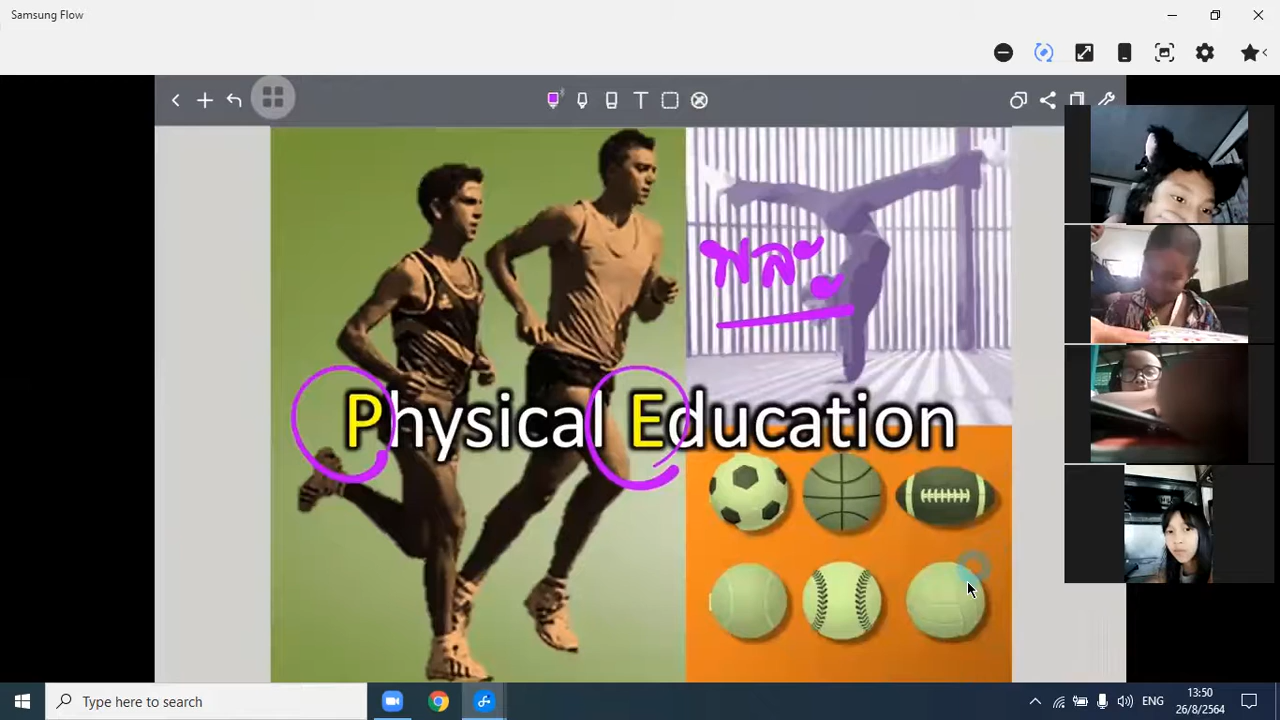 Samsung Flow
T
พละ
Physical Education
Type here to search
ENG
13:50
26/8/2564